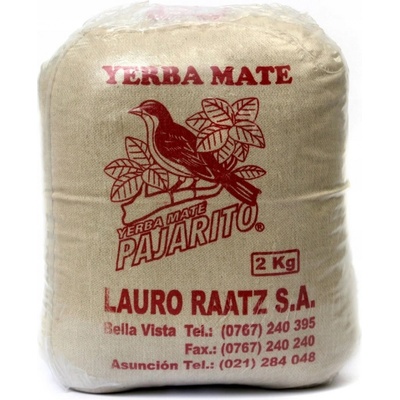 YERBA MATE
YERBA MATE
PAJARITO®
2 Kg
LAURO RAATZ S.A.
Bella Vista Tel.: (0767) 240 395
Fax.: (0767) 240 240
Asunción Tel.: (021) 284 048